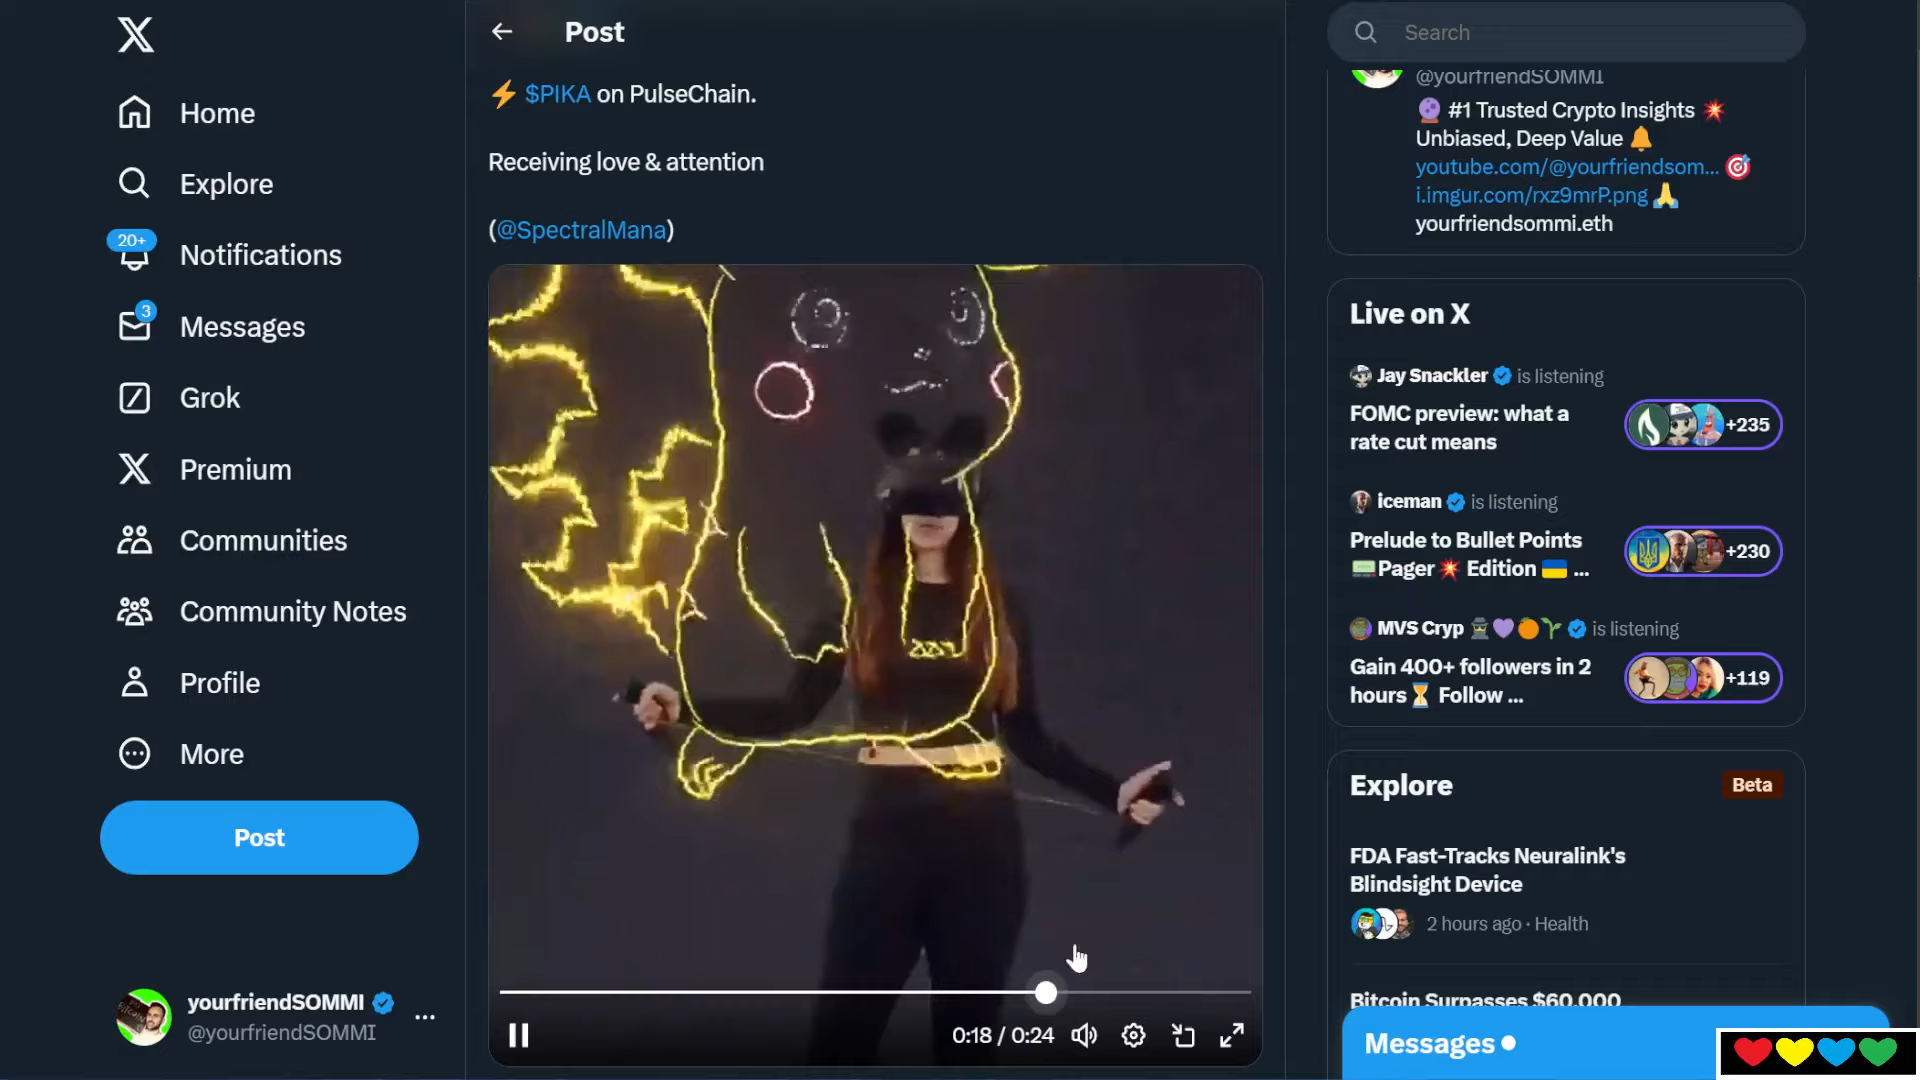 Home
Explore
20+
Notifications
3
Messages
Grok
Premium
Communities
Community Notes
Profile
More
Post
yourfriendSOMMI
@yourfriendSOMMI
Post
⚡ $PIKA on PulseChain.
Receiving love & attention
(@SpectralMana)
0:18 / 0:24
Search
@yourfriendSOMMI
🔮 #1 Trusted Crypto Insights 💥
Unbiased, Deep Value 🔔
youtube.com/@yourfriendsom... 🎯
i.imgur.com/rxz9mrP.png 🙏
yourfriendsommi.eth
Live on X
Jay Snackler is listening
FOMC preview: what a
rate cut means
+235
iceman is listening
Prelude to Bullet Points
📟Pager💥 Edition 🇺🇦 ...
+230
MVS Cryp 🕵💜🍊🌱 is listening
Gain 400+ followers in 2
hours⏳ Follow ...
+119
Explore
Beta
FDA Fast-Tracks Neuralink's
Blindsight Device
2 hours ago · Health
Bitcoin Surpasses $60,000
Messages